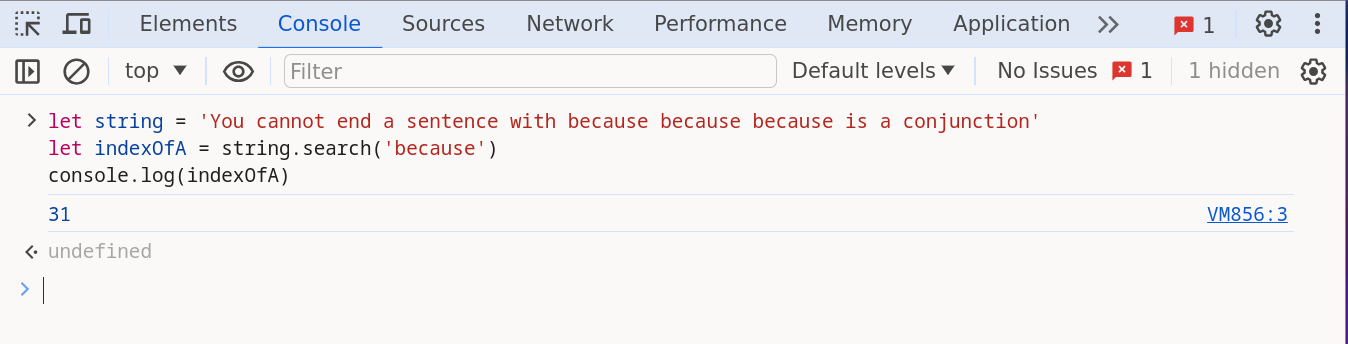 Elements Console Sources Network Performance Memory Application 1
top Filter Default levels No Issues 1 1 hidden
let string = 'You cannot end a sentence with because because because is a conjunction'
let indexOfA = string.search('because')
console.log(indexOfA)
31 VM856:3
undefined